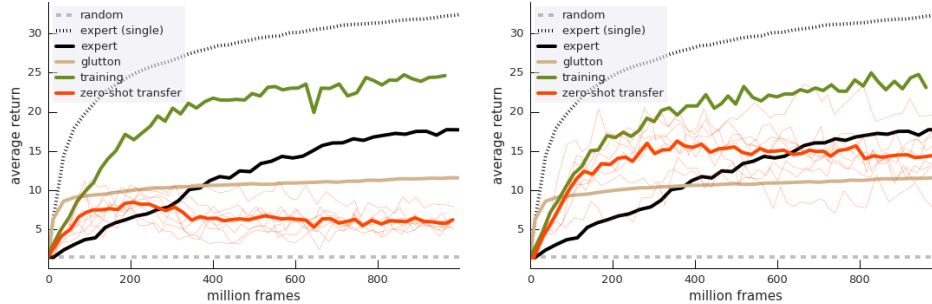 random
expert (single)
expert
glutton
training
zero-shot transfer
30
25
20
15
10
5
average return
0 200 400 600 800
million frames
random
expert (single)
expert
glutton
training
zero-shot transfer
30
25
20
15
10
5
average return
0 200 400 600 800
million frames